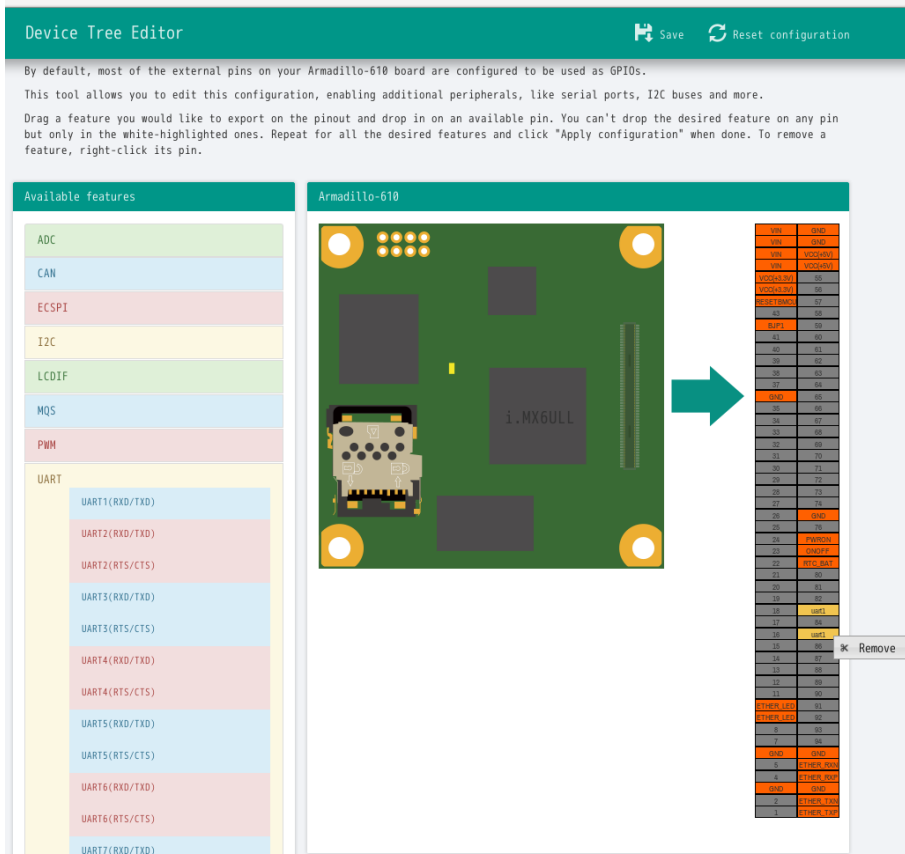 Device Tree Editor
Save
Reset configuration
By default, most of the external pins on your Armadillo-610 board are configured to be used as GPIOs.
This tool allows you to edit this configuration, enabling additional peripherals, like serial ports, I2C buses and more.
Drag a feature you would like to export on the pinout and drop in on an available pin. You can't drop the desired feature on any pin
but only in the white-highlighted ones. Repeat for all the desired features and click "Apply configuration" when done. To remove a
feature, right-click its pin.
Available features
ADC
CAN
ECSPI
I2C
LCDIF
MQS
PWM
UART
UART1(RXD/TXD)
UART2(RXD/TXD)
UART2(RTS/CTS)
UART3(RXD/TXD)
UART3(RTS/CTS)
UART4(RXD/TXD)
UART4(RTS/CTS)
UART5(RXD/TXD)
UART5(RTS/CTS)
UART6(RXD/TXD)
UART6(RTS/CTS)
UART7(RXD/TXD)
Armadillo-610
i.MX6ULL
VIN GND
VIN GND
VIN VCC(+5V)
VIN VCC(+5V)
VCC(+3.3V) 55
VCC(+3.3V) 56
RESETBMCU 57
43 58
BJP1 59
41 60
40 61
39 62
38 63
37 64
GND 65
35 66
34 67
33 68
32 69
31 70
30 71
29 72
28 73
27 74
26 GND
25 76
24 PWRON
23 ONOFF
22 RTC_BAT
21 80
20 81
19 82
18 uart1
17 84
16 uart1
15 86
14 87
13 88
12 89
11 90
ETHER_LED 91
ETHER_LED 92
8 93
7 94
GND GND
5 ETHER_RXN
4 ETHER_RXP
GND GND
2 ETHER_TXN
1 ETHER_TXP
Remove